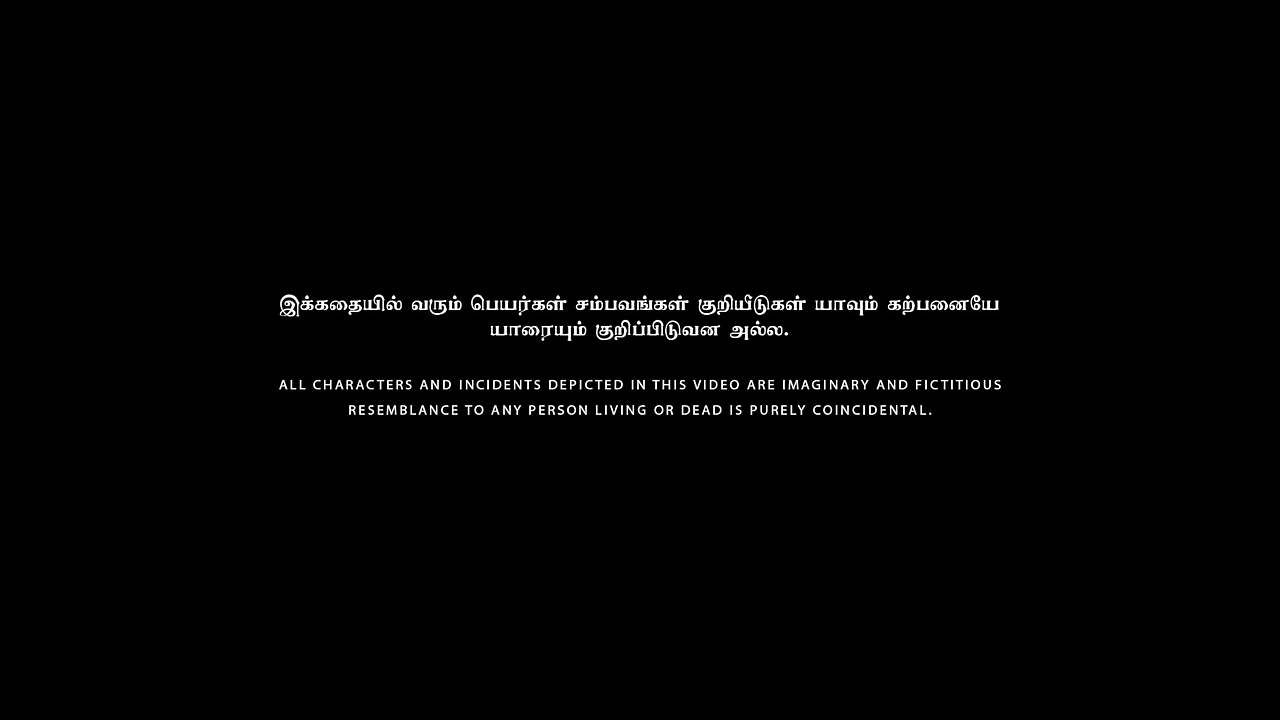 இக்கதையில் வரும் பெயர்கள் சம்பவங்கள் குறியீடுகள் யாவும் கற்பனையே
யாரையும் குறிப்பிடுவன அல்ல.
ALL CHARACTERS AND INCIDENTS DEPICTED IN THIS VIDEO ARE IMAGINARY AND FICTITIOUS
RESEMBLANCE TO ANY PERSON LIVING OR DEAD IS PURELY COINCIDENTAL.